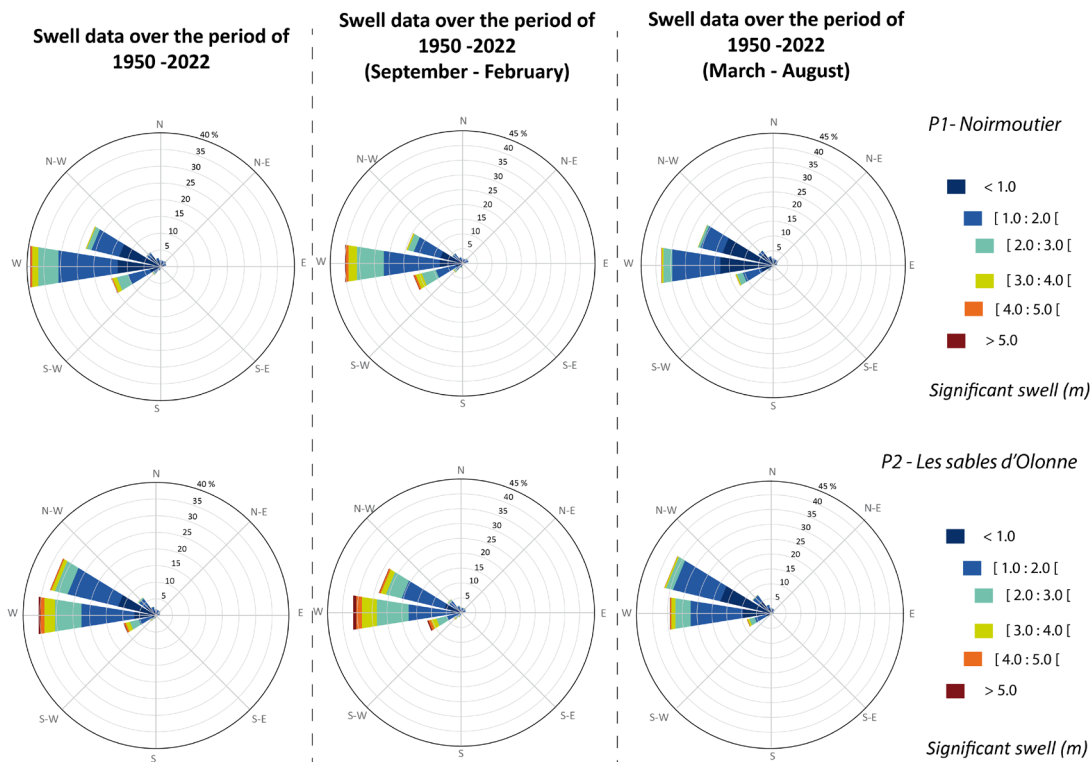 Swell data over the period of
1950 -2022
Swell data over the period of
1950 -2022
(September - February)
Swell data over the period of
1950 -2022
(March - August)
N
40 %
35
30
25
20
15
10
5
N-W
N-E
W
E
S-W
S-E
S
N
45 %
40
35
30
25
20
15
10
5
N-W
N-E
W
E
S-W
S-E
S
N
45 %
40
35
30
25
20
15
10
5
N-W
N-E
W
E
S-W
S-E
S
P1- Noirmoutier
< 1.0
[ 1.0 : 2.0 [
[ 2.0 : 3.0 [
[ 3.0 : 4.0 [
[ 4.0 : 5.0 [
> 5.0
Significant swell (m)
N
40 %
35
30
25
20
15
10
5
N-W
N-E
W
E
S-W
S-E
S
N
45 %
40
35
30
25
20
15
10
5
N-W
N-E
W
E
S-W
S-E
S
N
45 %
40
35
30
25
20
15
10
5
N-W
N-E
W
E
S-W
S-E
S
P2 - Les sables d'Olonne
< 1.0
[ 1.0 : 2.0 [
[ 2.0 : 3.0 [
[ 3.0 : 4.0 [
[ 4.0 : 5.0 [
> 5.0
Significant swell (m)